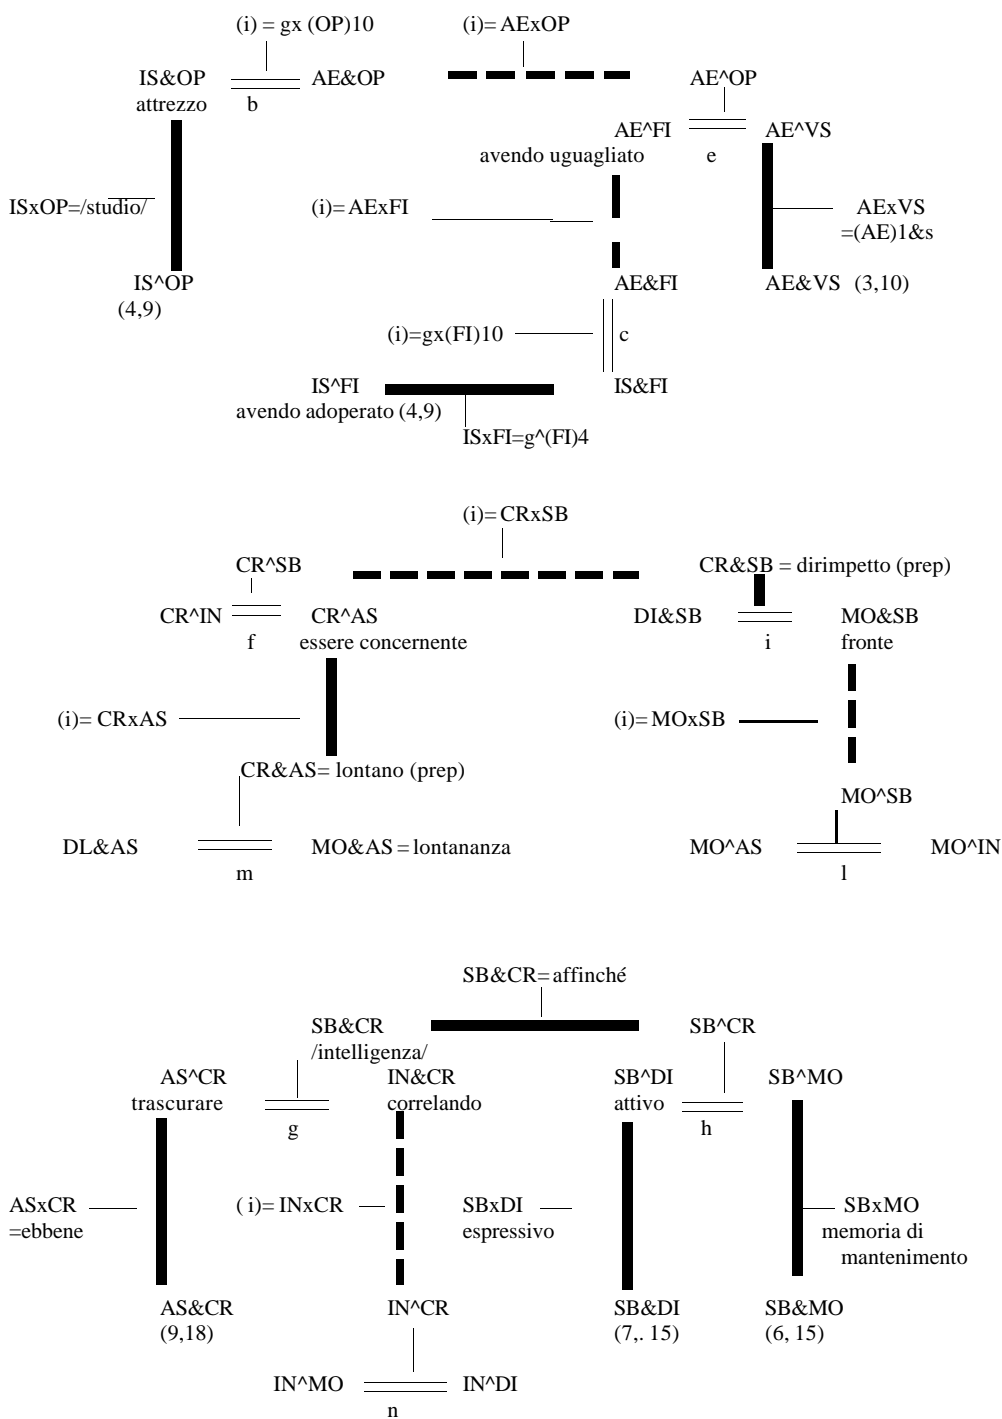 (i) = gx (OP)10
(i)= AExOP
IS&OP
AE&OP
AE^OP
attrezzo
b
AE^FI
AE^VS
avendo uguagliato
e
ISxOP=/studio/
(i)=AExFI
AExVS
=(AE)1&s
IS^OP
AE&FI
AE&VS (3,10)
(4,9)
(i)=gx(FI)10
c
IS^FI
IS&FI
avendo adoperato (4,9)
ISxFI=g^(FI)4
(i)= CRxSB
CR^SB
CR&SB = dirimpetto (prep)
CR^IN
CR^AS
DI&SB
MO&SB
f
essere concernente
i
fronte
(i)= CRxAS
(i)= MOxSB
CR&AS= lontano (prep)
MO^SB
DL&AS
MO&AS = lontananza
MO^AS
MO^IN
m
l
SB&CR= affinché
SB&CR
SB^CR
/intelligenza/
AS^CR
IN&CR
SB^DI
SB^MO
trascurare
correlando
attivo
g
h
ASxCR
( i)= INxCR
SBxDI
SBxMO
=ebbene
espressivo
memoria di
mantenimento
AS&CR
IN^CR
SB&DI
SB&MO
(9,18)
(7,. 15)
(6, 15)
IN^MO
IN^DI
n